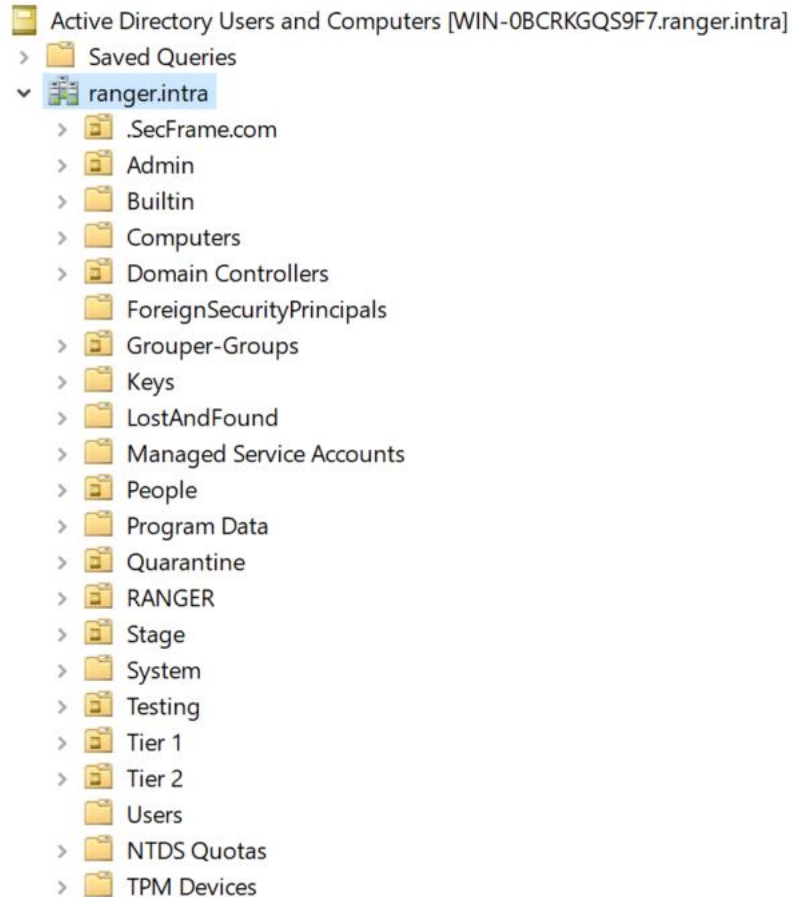 Active Directory Users and Computers [WIN-0BCRKGQS9F7.ranger.intra]
Saved Queries
ranger.intra
.SecFrame.com
Admin
Builtin
Computers
Domain Controllers
ForeignSecurityPrincipals
Grouper-Groups
Keys
LostAndFound
Managed Service Accounts
People
Program Data
Quarantine
RANGER
Stage
System
Testing
Tier 1
Tier 2
Users
NTDS Quotas
TPM Devices